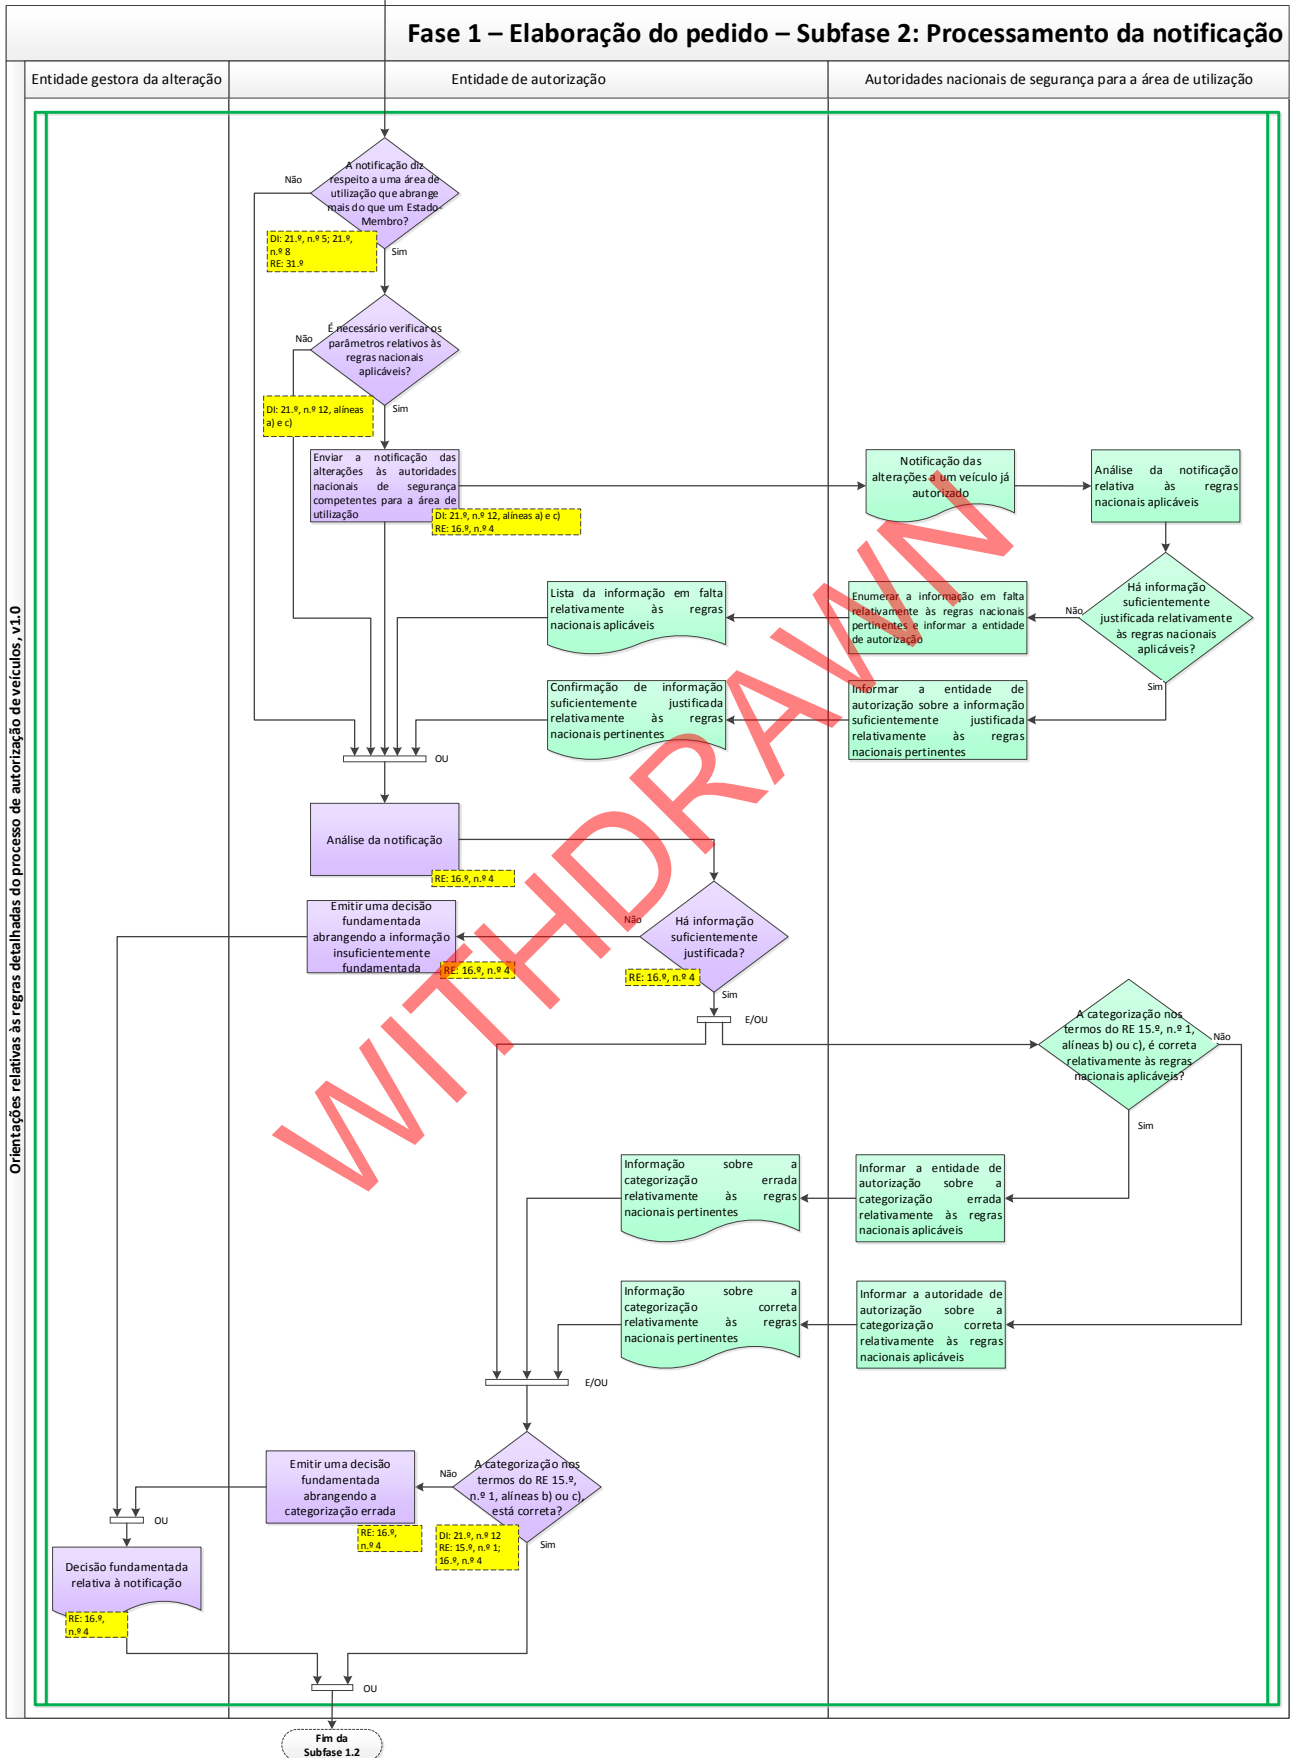 Fase 1 – Elaboração do pedido – Subfase 2: Processamento da notificação
Entidade gestora da alteração
Entidade de autorização
Autoridades nacionais de segurança para a área de utilização
Orientações relativas às regras detalhadas do processo de autorização de veículos, v1.0
A notificação diz
respeito a uma área de
utilização que abrange
mais do que um Estado-
Membro?
Não
DI: 21.º, n.º 5; 21.º,
n.º 8
RE: 31.º
Sim
É necessário verificar os
parâmetros relativos às
regras nacionais
aplicáveis?
Não
DI: 21.º, n.º 12, alíneas
a) e c)
Sim
Enviar a notificação das
alterações às autoridades
nacionais de segurança
competentes para a área de
utilização
DI: 21.º, n.º 12, alíneas a) e c)
RE: 16.º, n.º 4
Notificação das
alterações a um veículo já
autorizado
Análise da notificação
relativa às regras
nacionais aplicáveis
Há informação
suficientemente
justificada relativamente
às regras nacionais
aplicáveis?
Não
Sim
Enumerar a informação em falta
relativamente às regras nacionais
pertinentes e informar a entidade
de autorização
Lista da informação em falta
relativamente às regras
nacionais aplicáveis
Informar a entidade de
autorização sobre a informação
suficientemente justificada
relativamente às regras
nacionais pertinentes
Confirmação de informação
suficientemente justificada
relativamente às regras
nacionais pertinentes
OU
Análise da notificação
RE: 16.º, n.º 4
Há informação
suficientemente
justificada?
Não
RE: 16.º, n.º 4
Sim
Emitir uma decisão
fundamentada
abrangendo a informação
insuficientemente
fundamentada
RE: 16.º, n.º 4
E/OU
A categorização nos
termos do RE 15.º, n.º 1,
alíneas b) ou c), é correta
relativamente às regras
nacionais aplicáveis?
Não
Sim
Informar a entidade de
autorização sobre a
categorização errada
relativamente às regras
nacionais aplicáveis
Informação sobre a
categorização errada
relativamente às regras
nacionais pertinentes
Informar a autoridade de
autorização sobre a
categorização correta
relativamente às regras
nacionais aplicáveis
Informação sobre a
categorização correta
relativamente às regras
nacionais pertinentes
E/OU
A categorização nos
termos do RE 15.º,
n.º 1, alíneas b) ou c),
está correta?
Não
DI: 21.º, n.º 12
RE: 15.º, n.º 1;
16.º, n.º 4
Sim
Emitir uma decisão
fundamentada
abrangendo a
categorização errada
RE: 16.º,
n.º 4
OU
Decisão fundamentada
relativa à notificação
RE: 16.º,
n.º 4
OU
Fim da
Subfase 1.2
WITHDRAWN